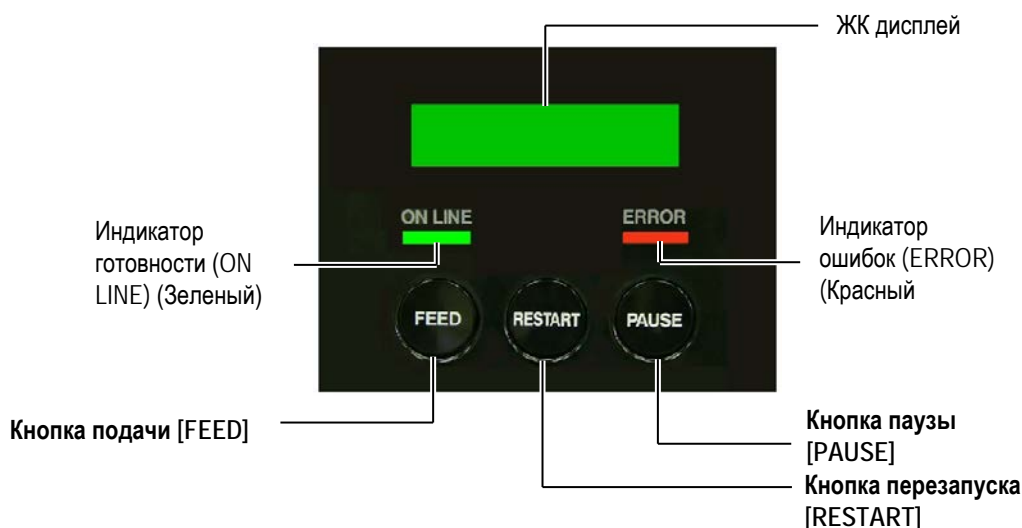 ЖК дисплей
ON LINE
ERROR
Индикатор
готовности (ON
LINE) (Зеленый)
Индикатор
ошибок (ERROR)
(Красный
FEED
RESTART
PAUSE
Кнопка подачи [FEED]
Кнопка паузы
[PAUSE]
Кнопка перезапуска
[RESTART]